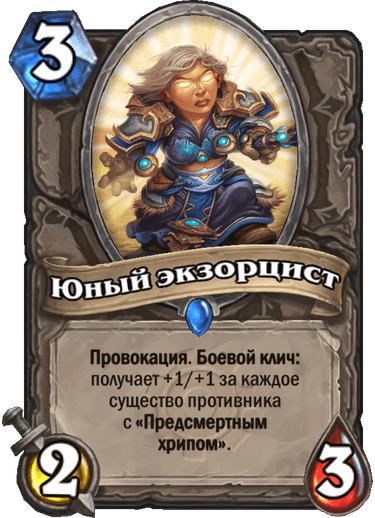 3
Юный экзорцист
Провокация. Боевой клич:
получает +1/+1 за каждое
существо противника
с «Предсмертным
хрипом».
2
3